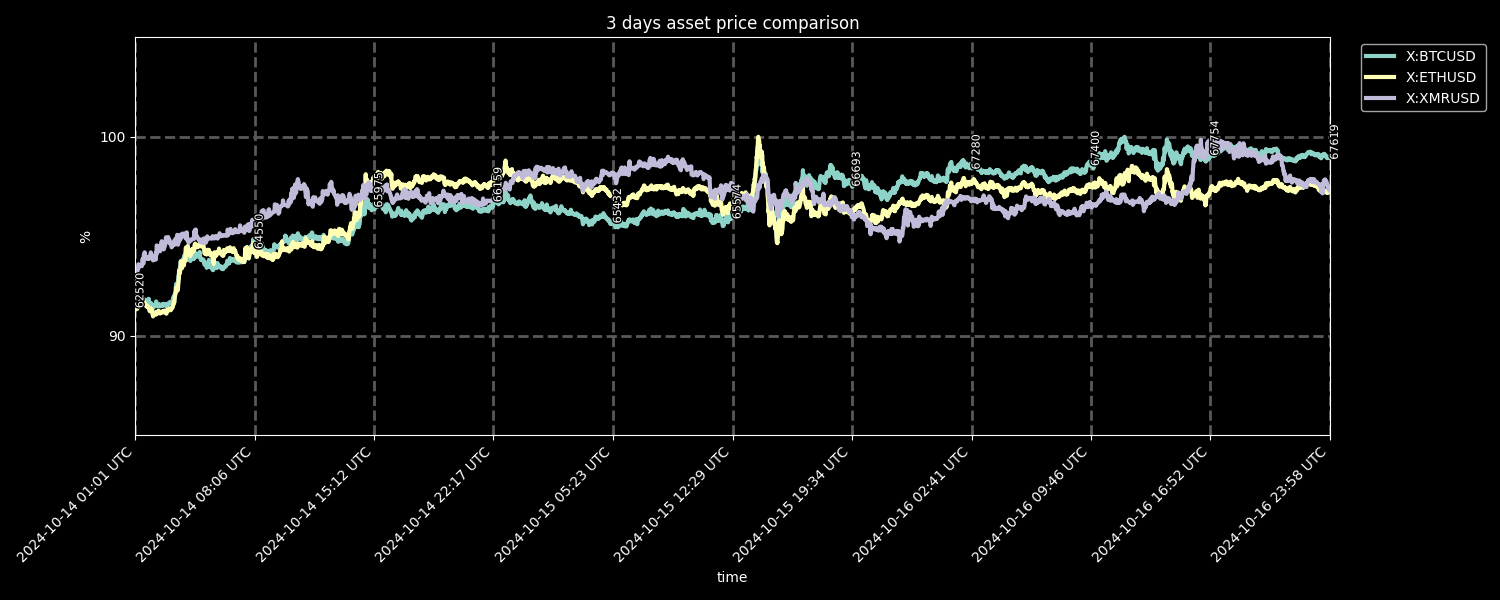 3 days asset price comparison
X:BTCUSD
X:ETHUSD
X:XMRUSD
%
100
90
62520
64550
65975
66159
65432
65574
66693
67280
67400
67754
67619
2024-10-14 01:01 UTC
2024-10-14 08:06 UTC
2024-10-14 15:12 UTC
2024-10-14 22:17 UTC
2024-10-15 05:23 UTC
2024-10-15 12:29 UTC
2024-10-15 19:34 UTC
2024-10-16 02:41 UTC
2024-10-16 09:46 UTC
2024-10-16 16:52 UTC
2024-10-16 23:58 UTC
time